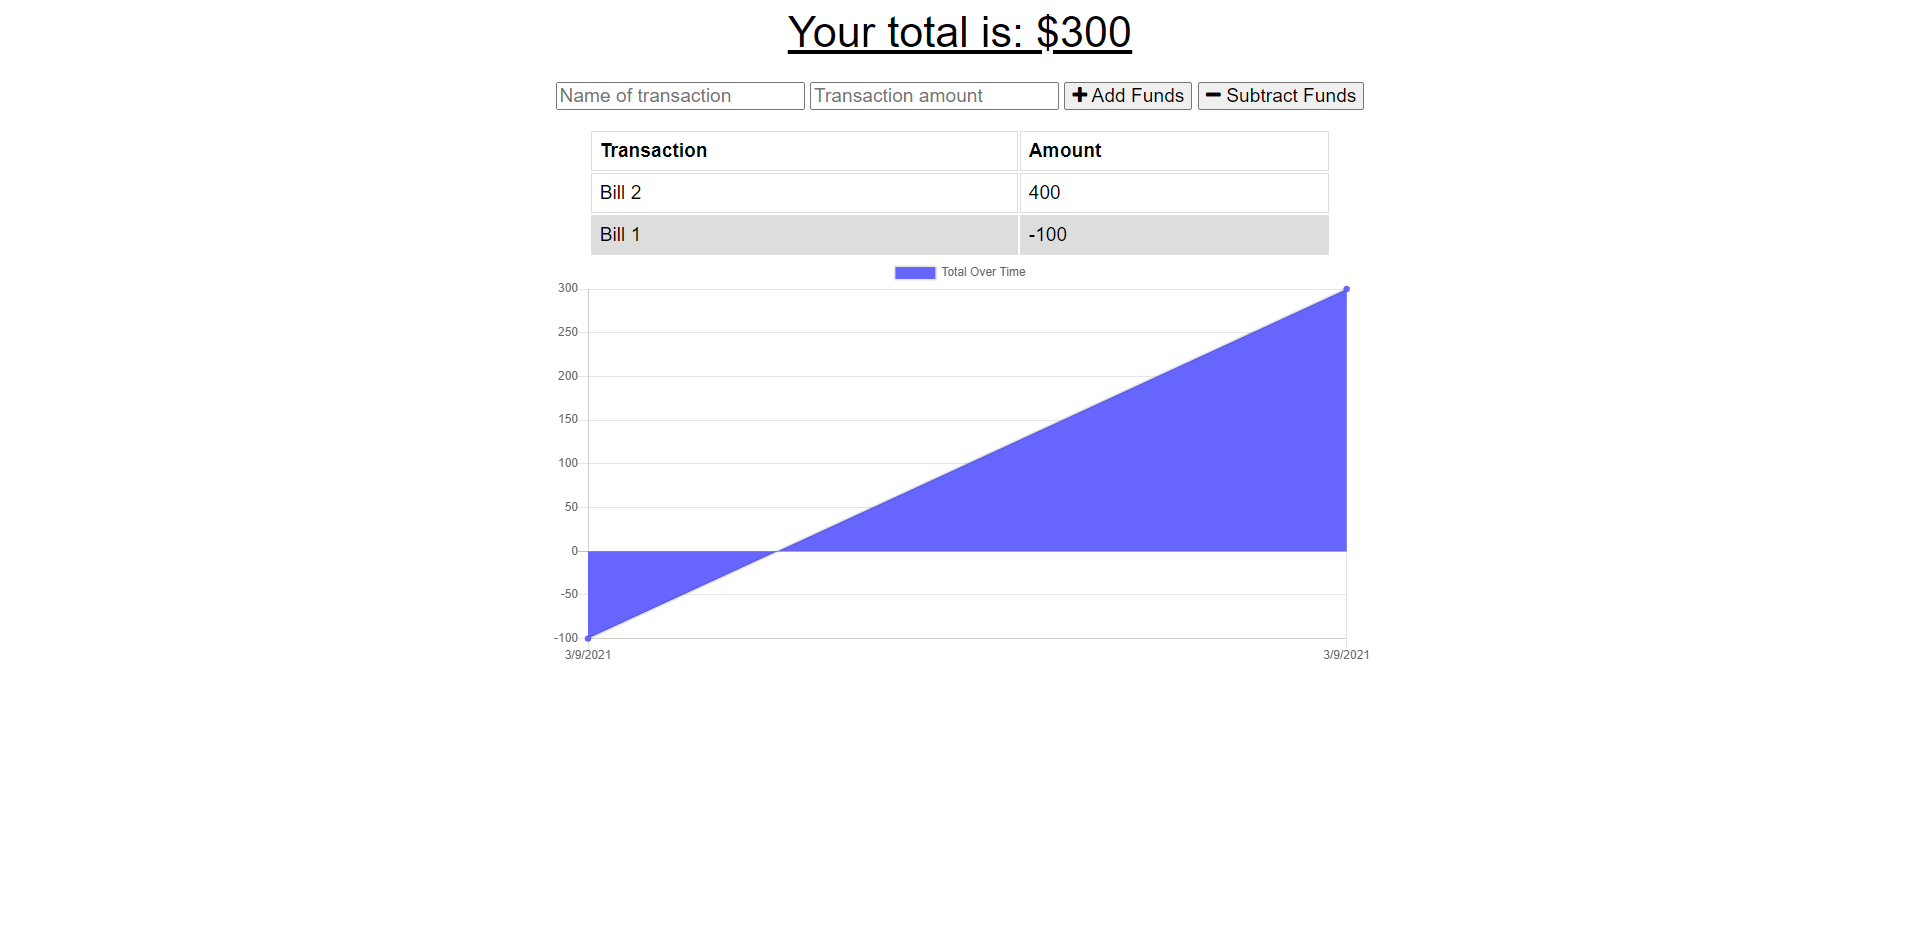 Your total is: $300
Name of transaction Transaction amount Add Funds Subtract Funds
Transaction Amount
Bill 2 400
Bill 1 -100
Total Over Time
300
250
200
150
100
50
0
-50
-100
3/9/2021 3/9/2021